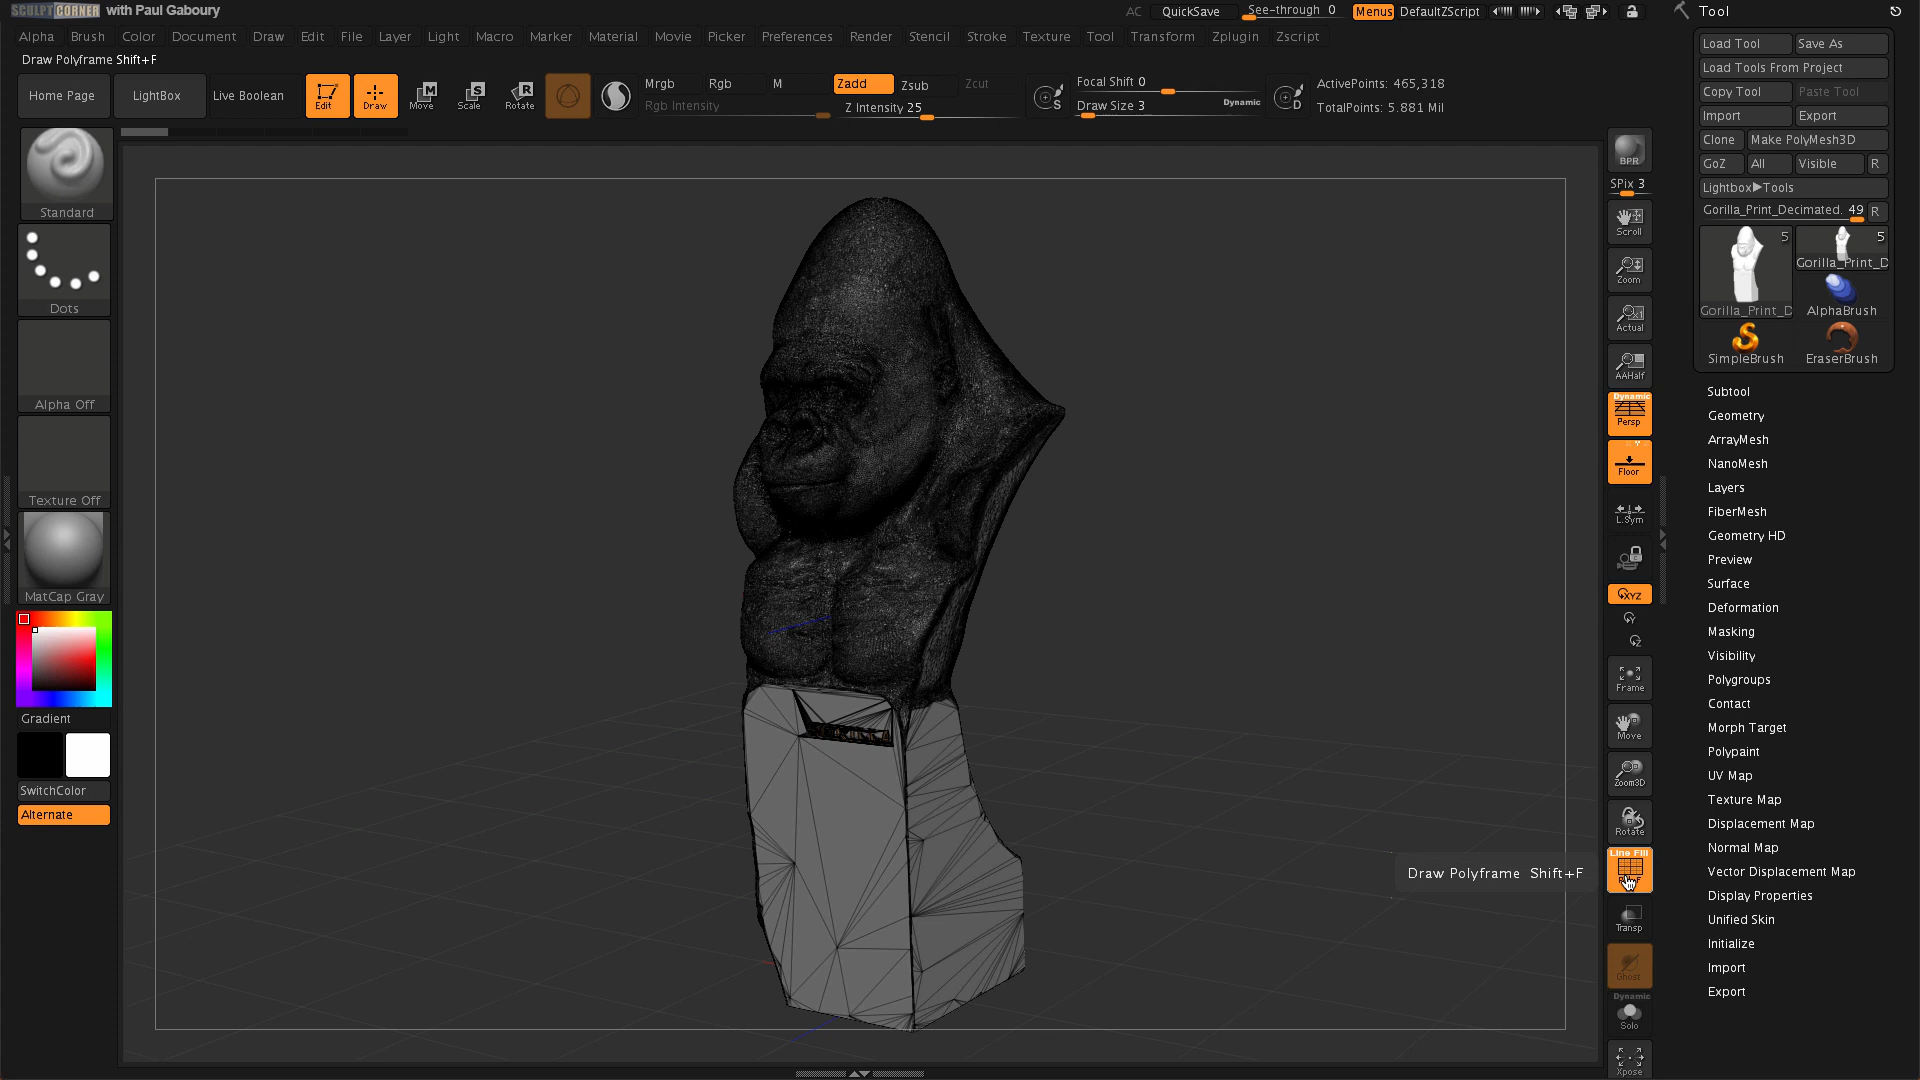 SCULPT CORNER with Paul Gaboury
AC QuickSave See-through 0 Menus DefaultZScript
Tool
Alpha Brush Color Document Draw Edit File Layer Light Macro Marker Material Movie Picker Preferences Render Stencil Stroke Texture Tool Transform Zplugin Zscript
Draw Polyframe Shift+F
Home Page LightBox Live Boolean Edit Draw Move Scale Rotate
M S R
Mrgb Rgb M Zadd Zsub Zcut
Rgb Intensity Z Intensity 25
S Focal Shift 0
Draw Size 3 Dynamic
D ActivePoints: 465,318
TotalPoints: 5.881 Mil
Standard
Dots
Alpha Off
Texture Off
MatCap Gray
Gradient
SwitchColor
Alternate
Draw Polyframe Shift+F
BPR
SPix 3
Scroll
Zoom
Actual
AAHalf
Dynamic
Persp
Floor
L.Sym
XYZ
Y
Z
Frame
Move
Zoom3D
Rotate
Line Fill
Transp
Ghost
Dynamic
Solo
Xpose
Load Tool Save As
Load Tools From Project
Copy Tool Paste Tool
Import Export
Clone Make PolyMesh3D
GoZ All Visible R
Lightbox▶Tools
Gorilla_Print_Decimated. 49 R
5 5
Gorilla_Print_D
Gorilla_Print_D AlphaBrush
SimpleBrush EraserBrush
Subtool
Geometry
ArrayMesh
NanoMesh
Layers
FiberMesh
Geometry HD
Preview
Surface
Deformation
Masking
Visibility
Polygroups
Contact
Morph Target
Polypaint
UV Map
Texture Map
Displacement Map
Normal Map
Vector Displacement Map
Display Properties
Unified Skin
Initialize
Import
Export